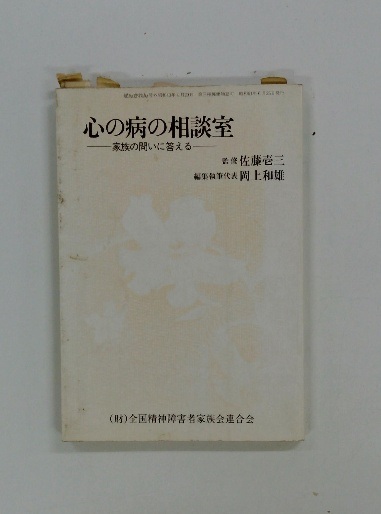 心の病の相談室
――家族の問いに答える――
監修 佐藤壱三
編集執筆代表 岡上和雄
(財)全国精神障害者家族会連合会